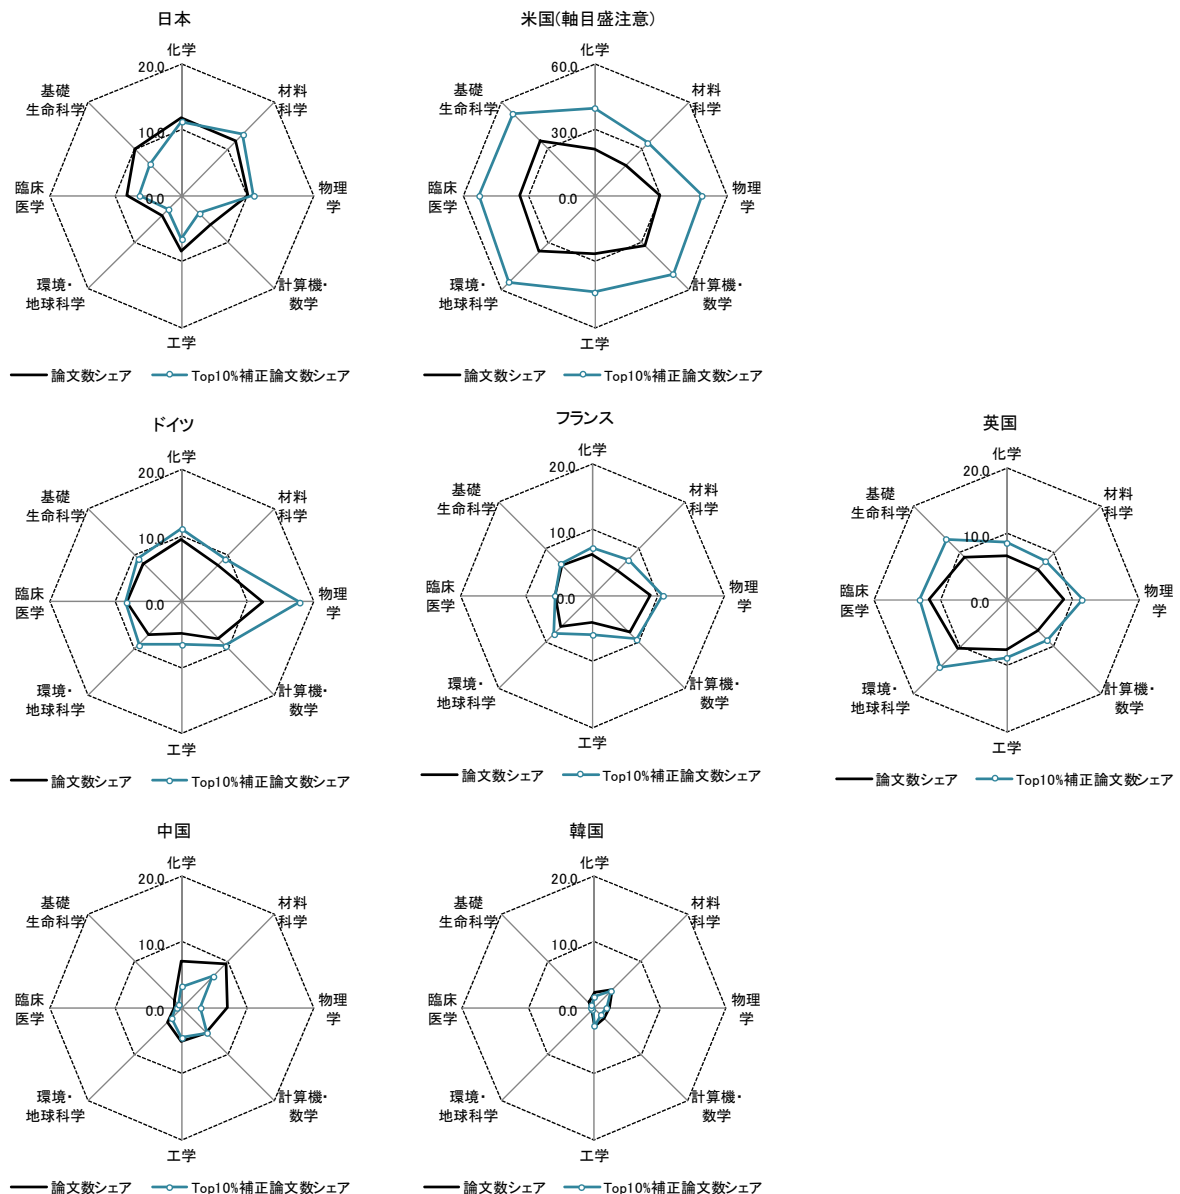 日本
化学
20.0
材料
科学
基礎
生命科学
10.0
臨床
医学
0.0
物理
学
環境・
地球科学
計算機・
数学
工学
論文数シェア
Top10%補正論文数シェア
米国(軸目盛注意)
化学
60.0
材料
科学
基礎
生命科学
30.0
臨床
医学
0.0
物理
学
環境・
地球科学
計算機・
数学
工学
論文数シェア
Top10%補正論文数シェア
ドイツ
化学
20.0
材料
科学
基礎
生命科学
10.0
臨床
医学
0.0
物理
学
環境・
地球科学
計算機・
数学
工学
論文数シェア
Top10%補正論文数シェア
フランス
化学
20.0
材料
科学
基礎
生命科学
10.0
臨床
医学
0.0
物理
学
環境・
地球科学
計算機・
数学
工学
論文数シェア
Top10%補正論文数シェア
英国
化学
20.0
材料
科学
基礎
生命科学
10.0
臨床
医学
0.0
物理
学
環境・
地球科学
計算機・
数学
工学
論文数シェア
Top10%補正論文数シェア
中国
化学
20.0
材料
科学
基礎
生命科学
10.0
臨床
医学
0.0
物理
学
環境・
地球科学
計算機・
数学
工学
論文数シェア
Top10%補正論文数シェア
韓国
化学
20.0
材料
科学
基礎
生命科学
10.0
臨床
医学
0.0
物理
学
環境・
地球科学
計算機・
数学
工学
論文数シェア
Top10%補正論文数シェア